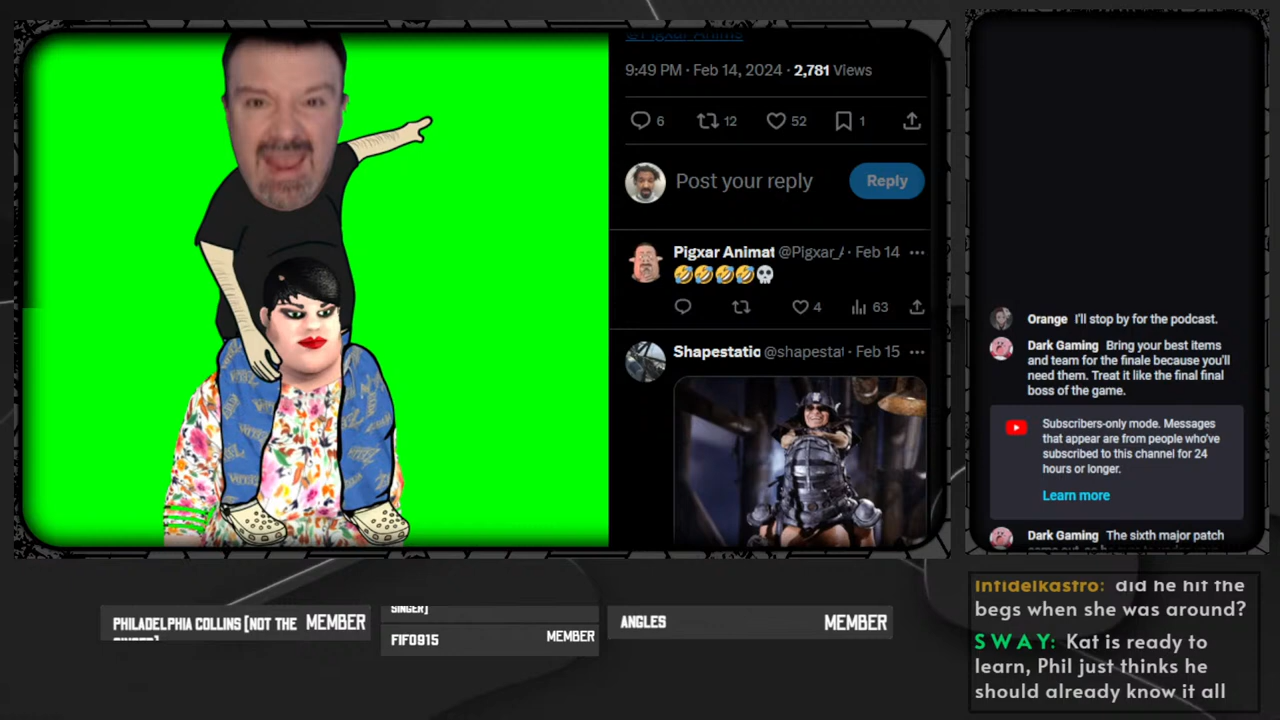 @Pigxar Anims
9:49 PM · Feb 14, 2024 · 2,781 Views
6
12
52
1
Post your reply
Reply
Pigxar Animat @Pigxar_A · Feb 14
🤣🤣🤣🤣💀
4
63
Shapestatic @shapestat · Feb 15
Orange I'll stop by for the podcast.
Dark Gaming Bring your best items
and team for the finale because you'll
need them. Treat it like the final final
boss of the game.
Subscribers-only mode. Messages
that appear are from people who've
subscribed to this channel for 24
hours or longer.
Learn more
Dark Gaming The sixth major patch
infidelkastro: did he hit the
begs when she was around?
S W A Y: Kat is ready to
learn, Phil just thinks he
should already know it all
PHILADELPHIA COLLINS [NOT THE
SINGER]
MEMBER
SINGER]
FIF0915
MEMBER
ANGLES
MEMBER